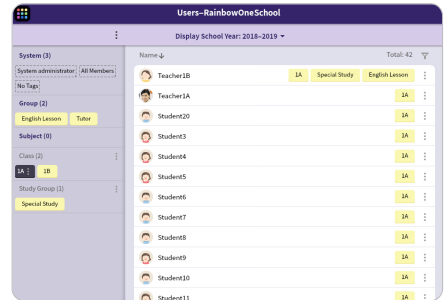 Users–RainbowOneSchool
Display School Year: 2018–2019
System (3)
System administrator All Members
No Tags
Group (2)
English Lesson Tutor
Subject (0)
Class (2)
1A 1B
Study Group (1)
Special Study
Name Total: 42
Teacher1B 1A Special Study English Lesson
Teacher1A 1A
Student20 1A
Student3 1A
Student4 1A
Student5 1A
Student6 1A
Student7 1A
Student8 1A
Student9 1A
Student10 1A
Student11 1A